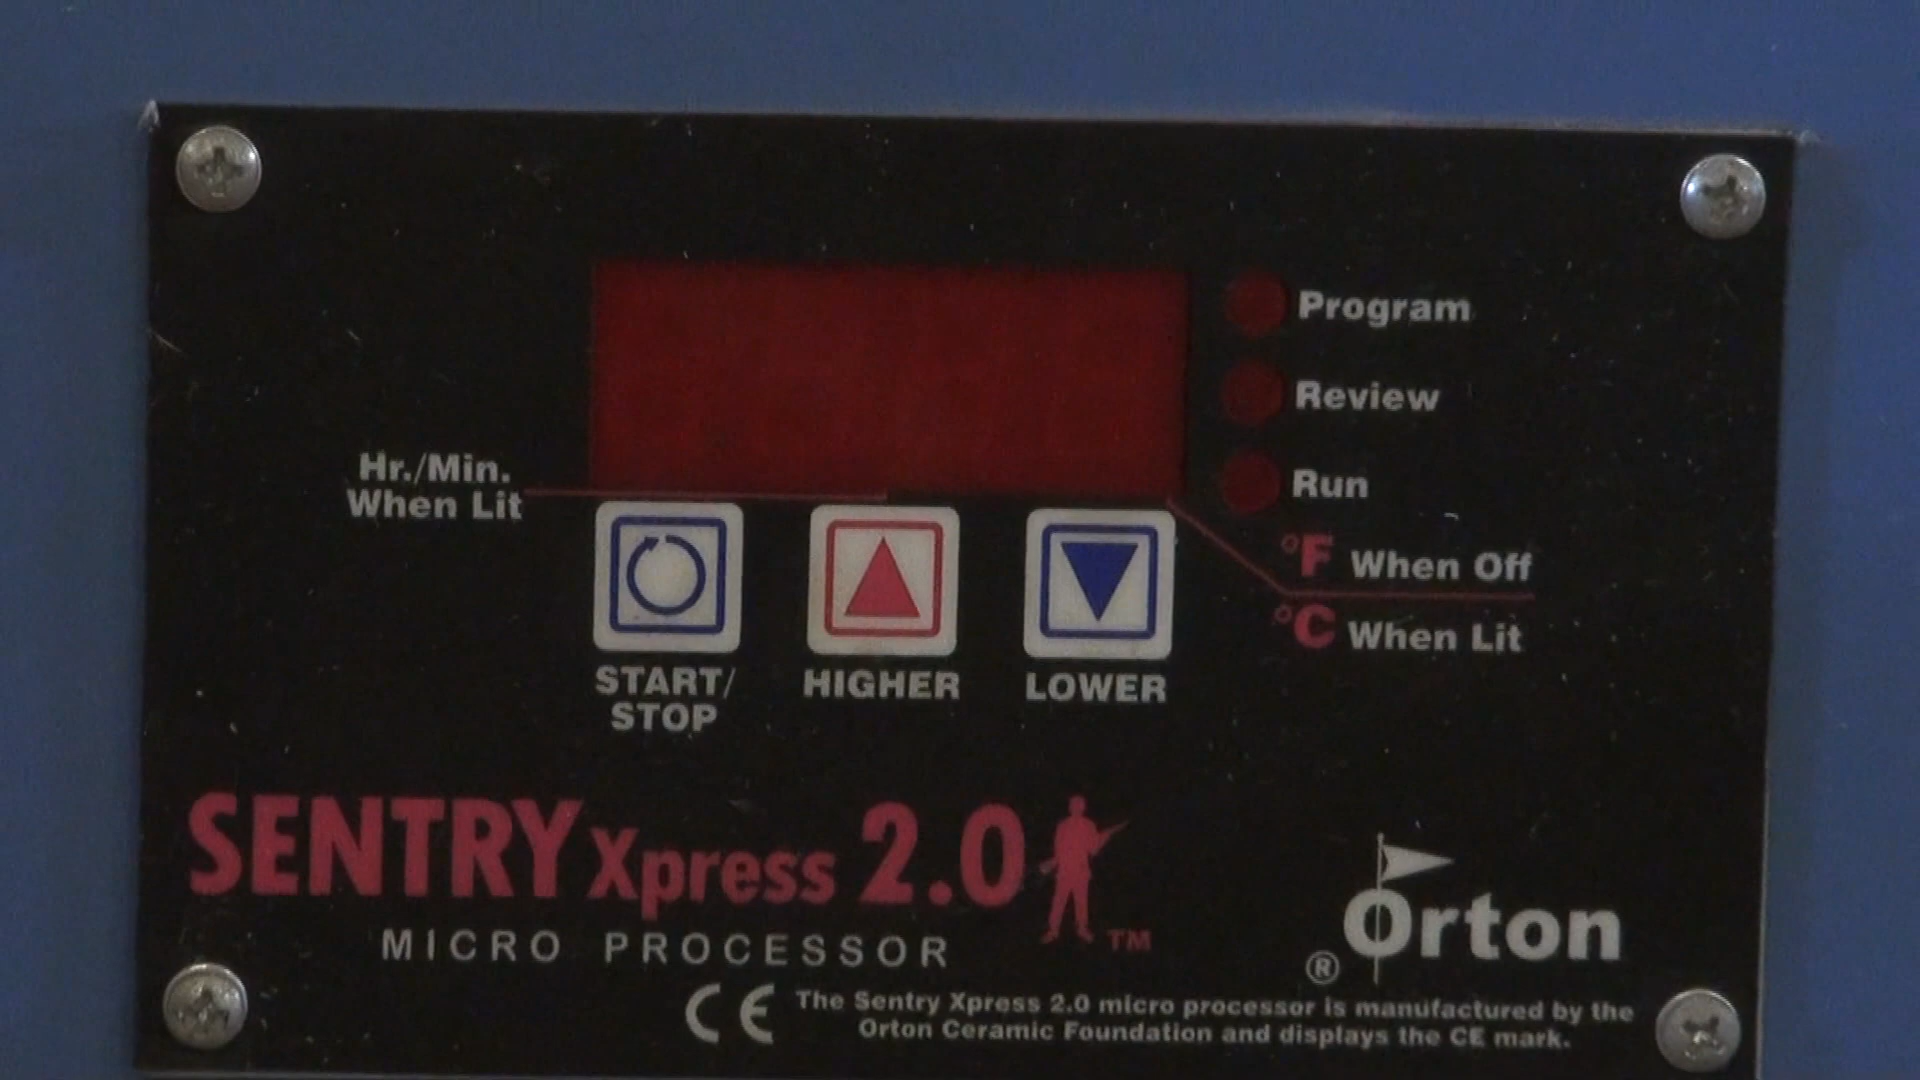 Program
Review
Run
Hr./Min.
When Lit
°F When Off
°C When Lit
START/
STOP
HIGHER
LOWER
SENTRY Xpress 2.0
TM
MICRO PROCESSOR
Orton
®
CE
The Sentry Xpress 2.0 micro processor is manufactured by the
Orton Ceramic Foundation and displays the CE mark.